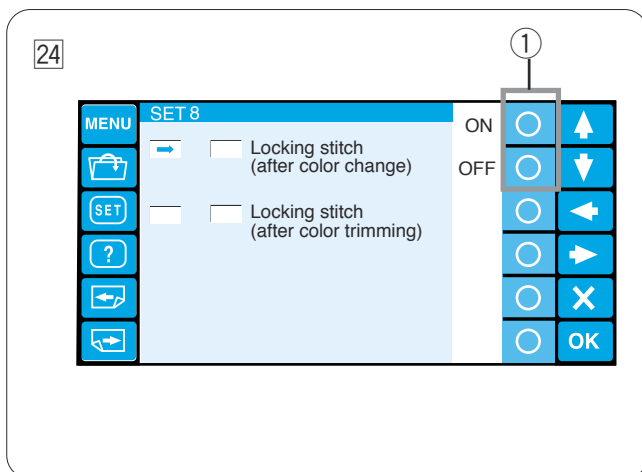 24
1
MENU
SET 8
ON
Locking stitch
(after color change)
OFF
SET
Locking stitch
(after color trimming)
?
X
OK